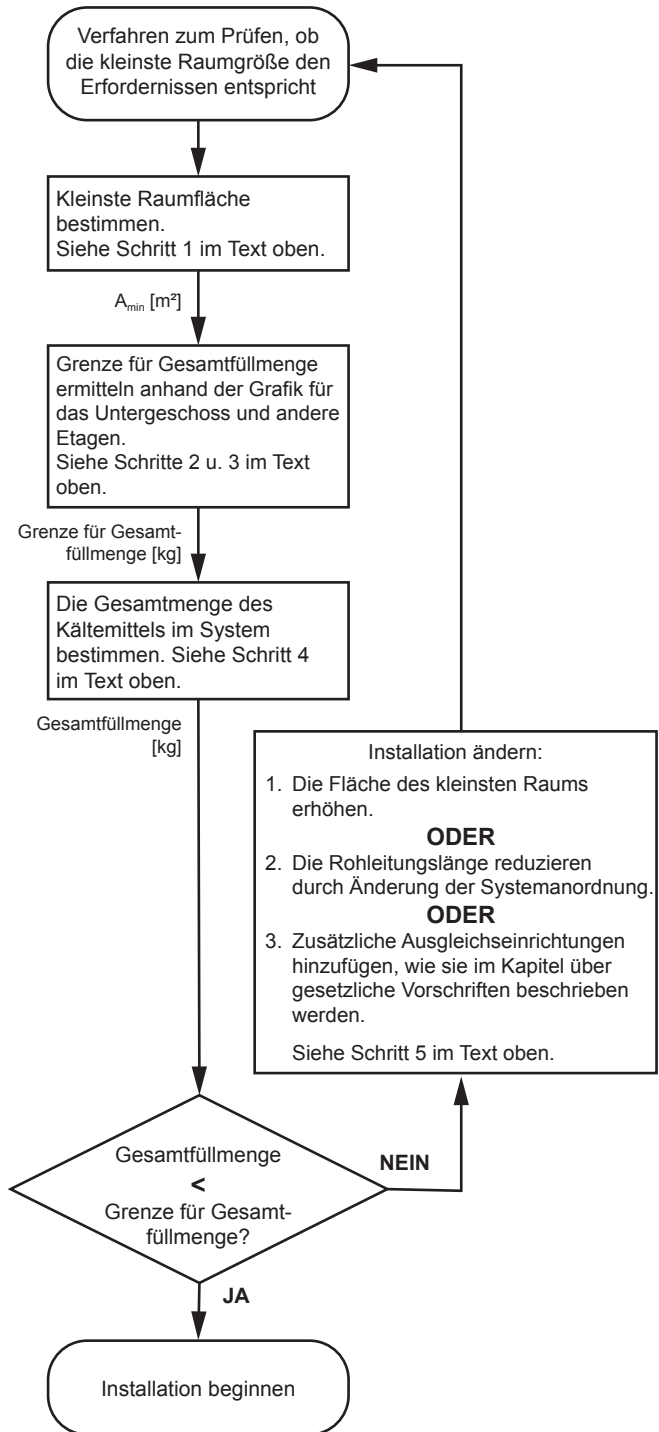 Verfahren zum Prüfen, ob
die kleinste Raumgröße den
Erfordernissen entspricht
Kleinste Raumfläche
bestimmen.
Siehe Schritt 1 im Text oben.
Amin [m²]
Grenze für Gesamtfüllmenge
ermitteln anhand der Grafik für
das Untergeschoss und andere
Etagen.
Siehe Schritte 2 u. 3 im Text
oben.
Grenze für Gesamt-
füllmenge [kg]
Die Gesamtmenge des
Kältemittels im System
bestimmen. Siehe Schritt 4
im Text oben.
Gesamtfüllmenge
[kg]
Installation ändern:
1. Die Fläche des kleinsten Raums
erhöhen.
ODER
2. Die Rohleitungslänge reduzieren
durch Änderung der Systemanordnung.
ODER
3. Zusätzliche Ausgleichseinrichtungen
hinzufügen, wie sie im Kapitel über
gesetzliche Vorschriften beschrieben
werden.
Siehe Schritt 5 im Text oben.
Gesamtfüllmenge
<
Grenze für Gesamt-
füllmenge?
NEIN
JA
Installation beginnen